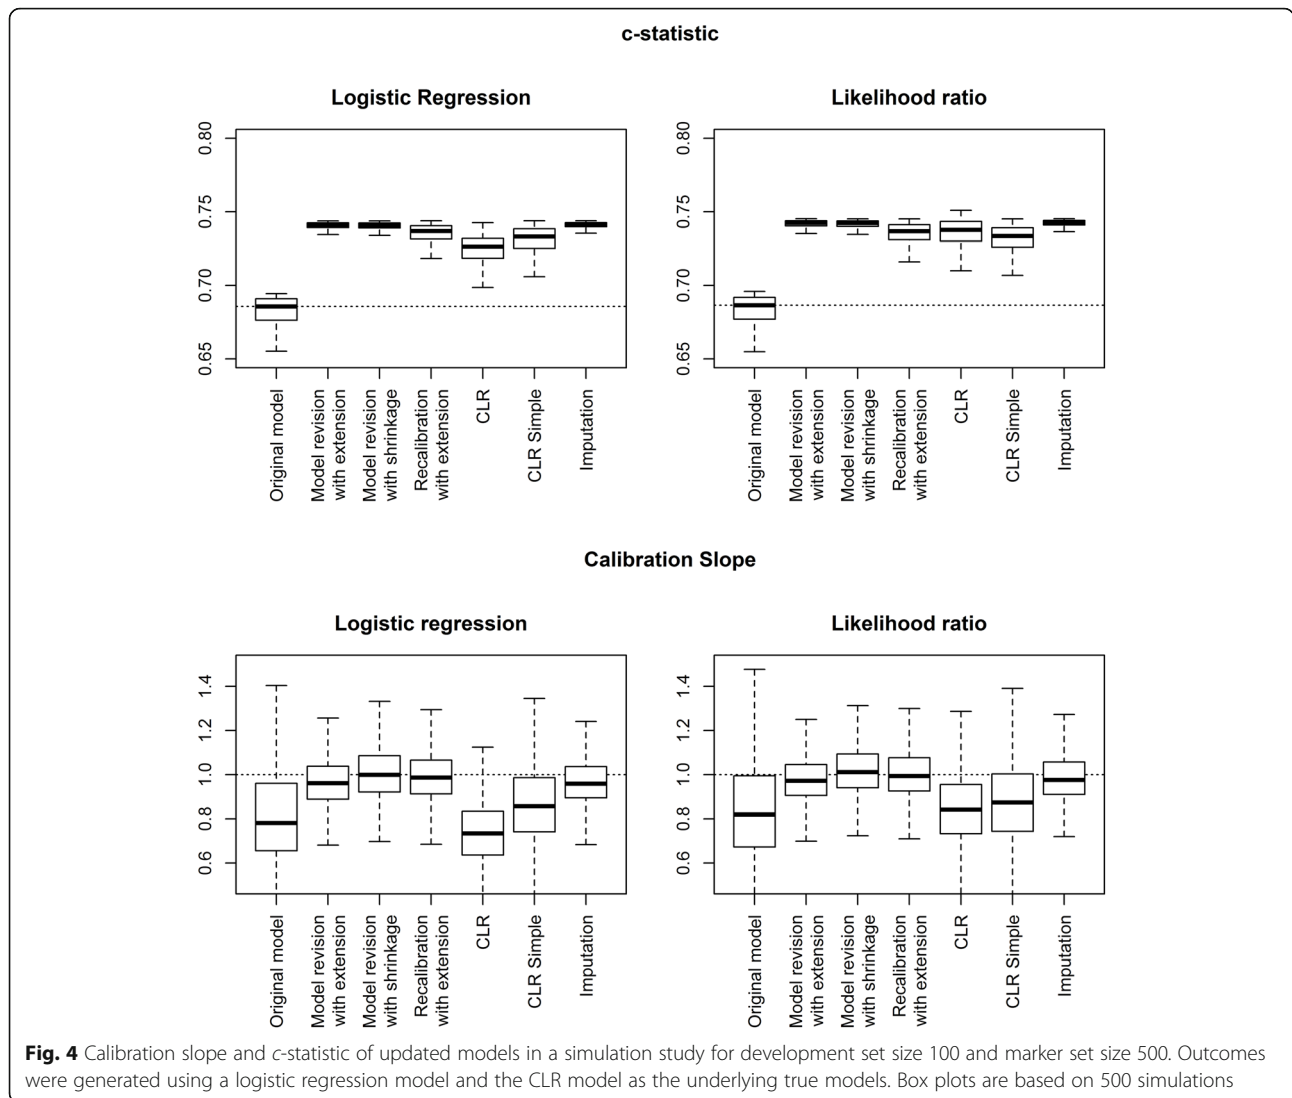 c-statistic
Logistic Regression
Likelihood ratio
0.80
0.75
0.70
0.65
0.80
0.75
0.70
0.65
Original model
Model revision
with extension
Model revision
with shrinkage
Recalibration
with extension
CLR
CLR Simple
Imputation
Original model
Model revision
with extension
Model revision
with shrinkage
Recalibration
with extension
CLR
CLR Simple
Imputation
Calibration Slope
Logistic regression
Likelihood ratio
1.4
1.2
1.0
0.8
0.6
1.4
1.2
1.0
0.8
0.6
Original model
Model revision
with extension
Model revision
with shrinkage
Recalibration
with extension
CLR
CLR Simple
Imputation
Original model
Model revision
with extension
Model revision
with shrinkage
Recalibration
with extension
CLR
CLR Simple
Imputation
Fig. 4 Calibration slope and c-statistic of updated models in a simulation study for development set size 100 and marker set size 500. Outcomes
were generated using a logistic regression model and the CLR model as the underlying true models. Box plots are based on 500 simulations